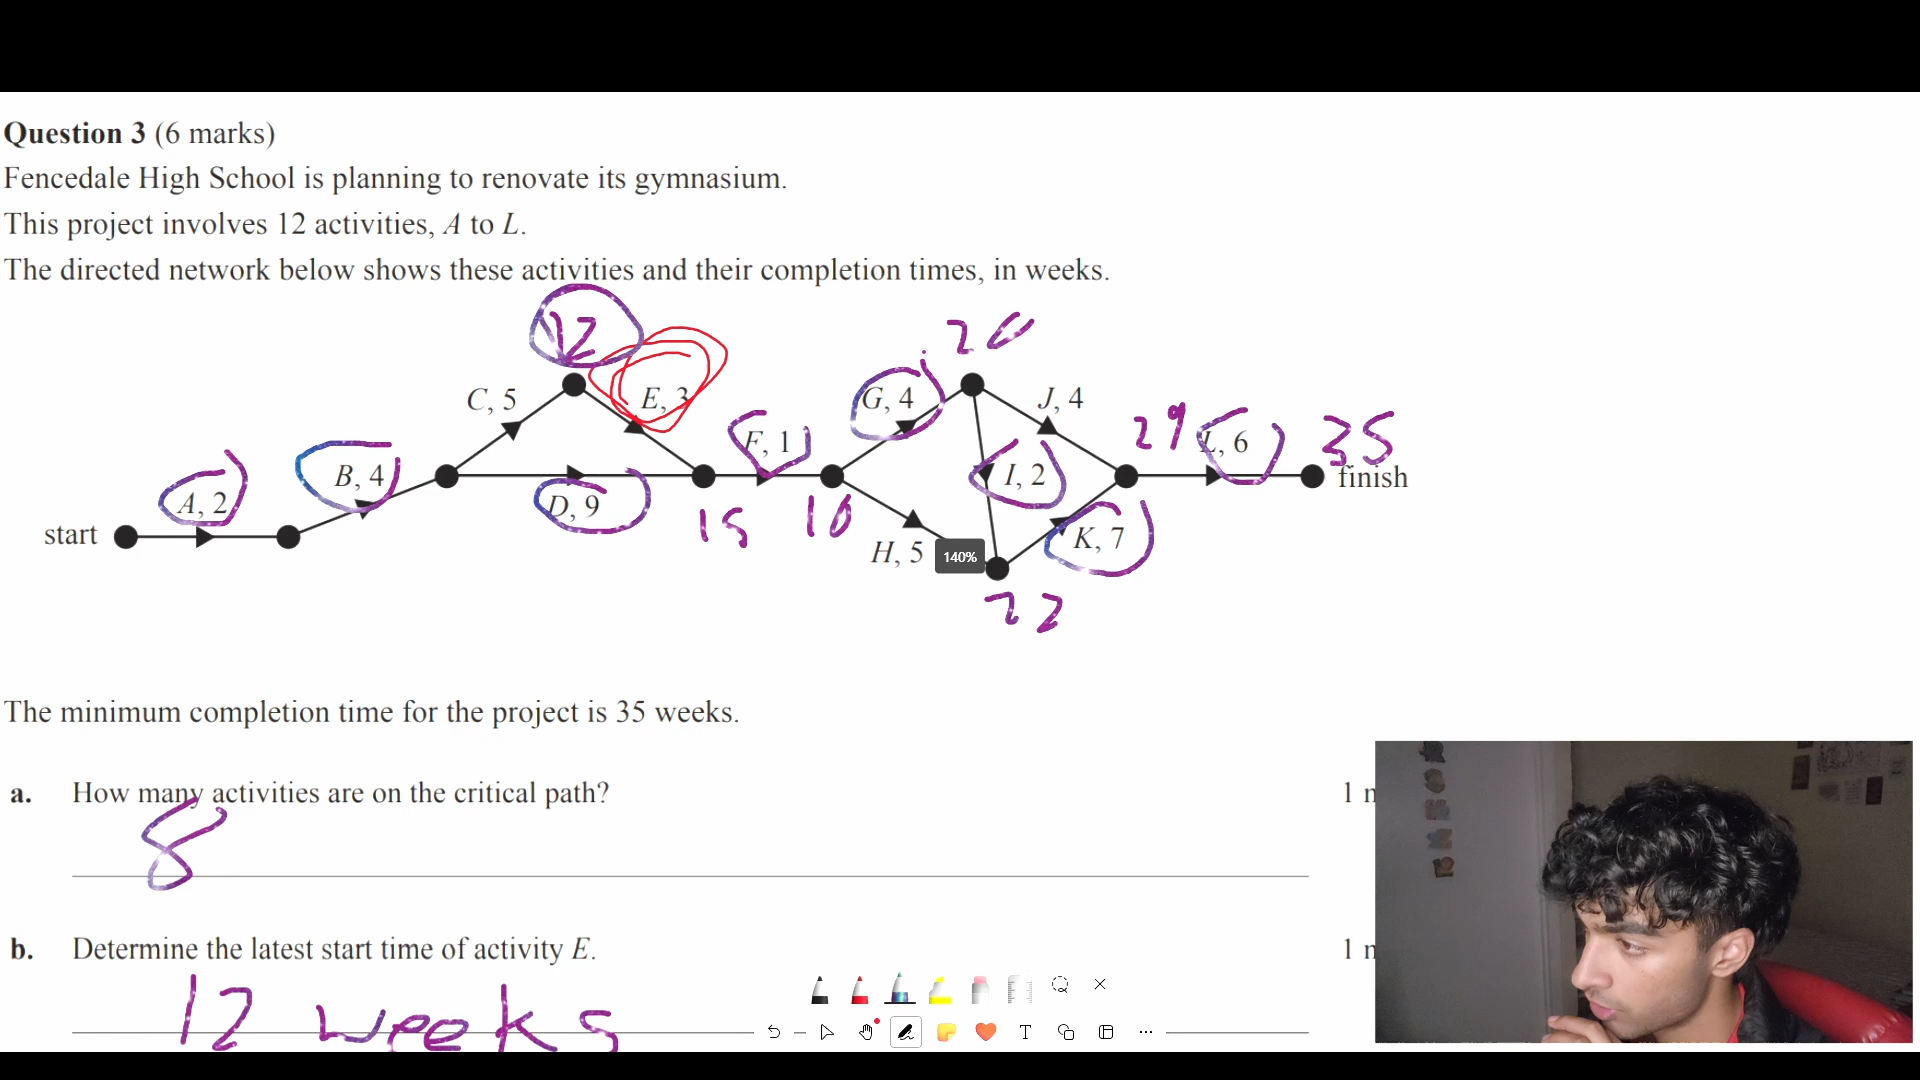 Question 3 (6 marks)
Fencedale High School is planning to renovate its gymnasium.
This project involves 12 activities, A to L.
The directed network below shows these activities and their completion times, in weeks.
12
20
C, 5
E, 3
G, 4
J, 4
F, 1
29
L, 6
35
B, 4
I, 2
finish
A, 2
D, 9
start
15
16
H, 5
140%
K, 7
22
The minimum completion time for the project is 35 weeks.
a. How many activities are on the critical path?
1 m
8
b. Determine the latest start time of activity E.
1 m
12 weeks
T